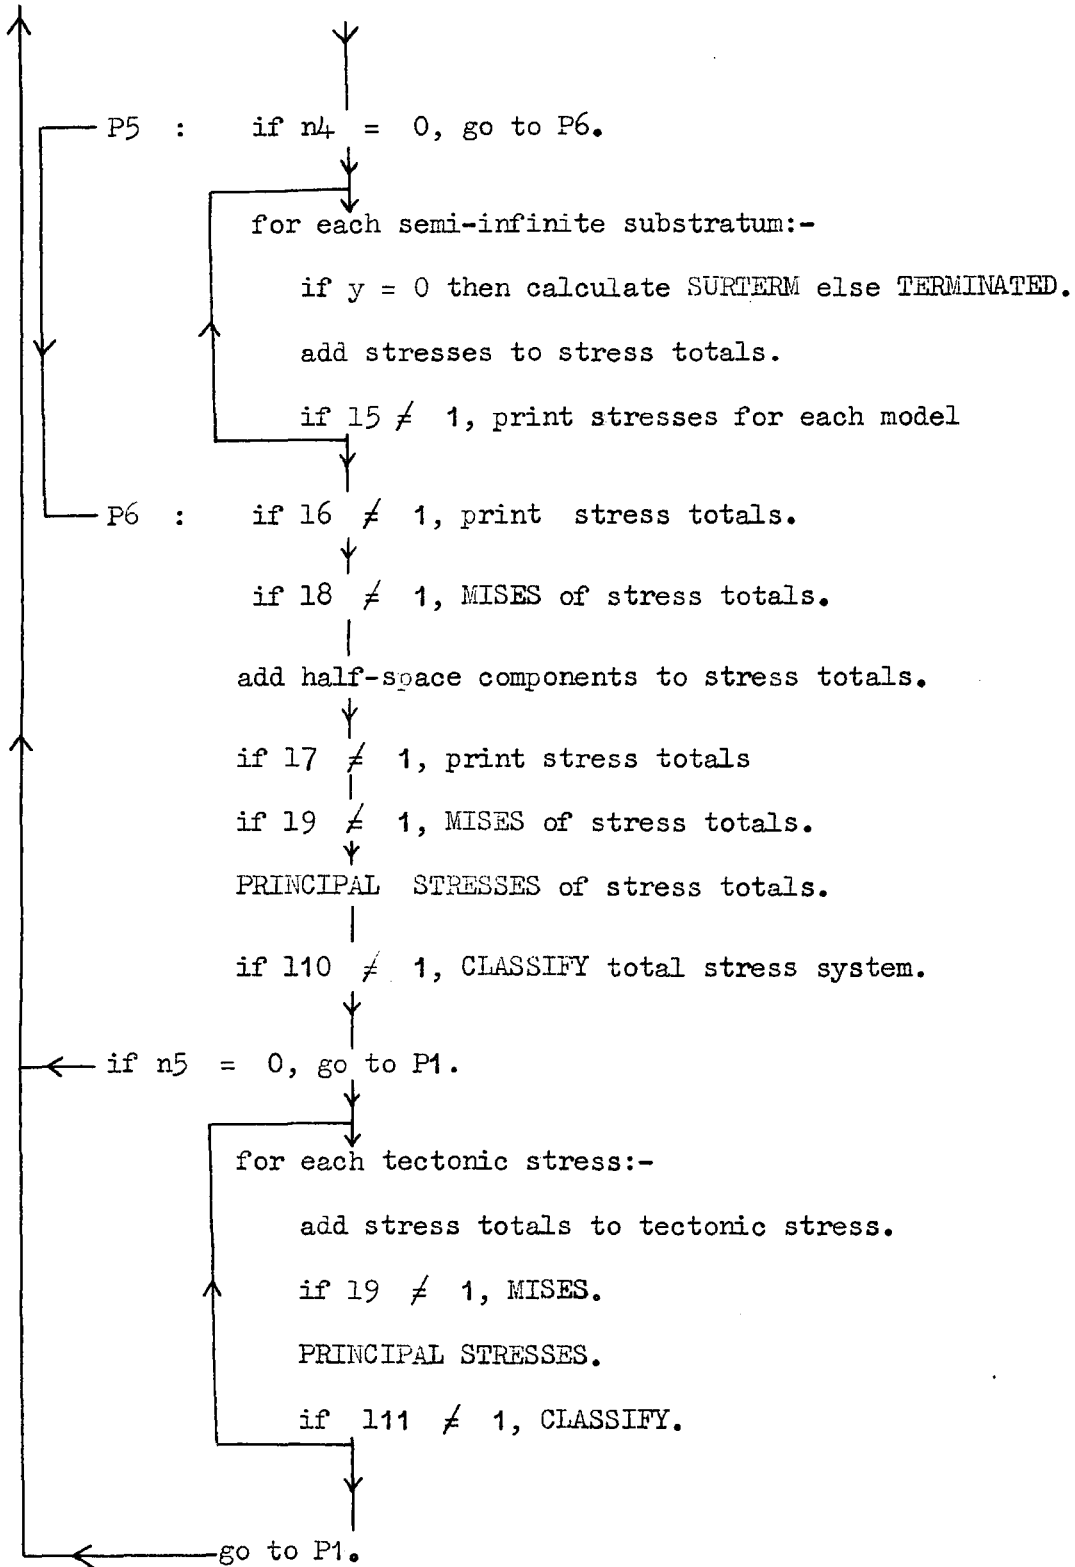 P5 : if n4 = 0, go to P6.
for each semi-infinite substratum:-
if y = 0 then calculate SURTERM else TERMINATED.
add stresses to stress totals.
if l5 ≠ 1, print stresses for each model
P6 : if l6 ≠ 1, print stress totals.
if l8 ≠ 1, MISES of stress totals.
add half-space components to stress totals.
if l7 ≠ 1, print stress totals
if l9 ≠ 1, MISES of stress totals.
PRINCIPAL STRESSES of stress totals.
if l10 ≠ 1, CLASSIFY total stress system.
if n5 = 0, go to P1.
for each tectonic stress:-
add stress totals to tectonic stress.
if l9 ≠ 1, MISES.
PRINCIPAL STRESSES.
if l11 ≠ 1, CLASSIFY.
go to P1.